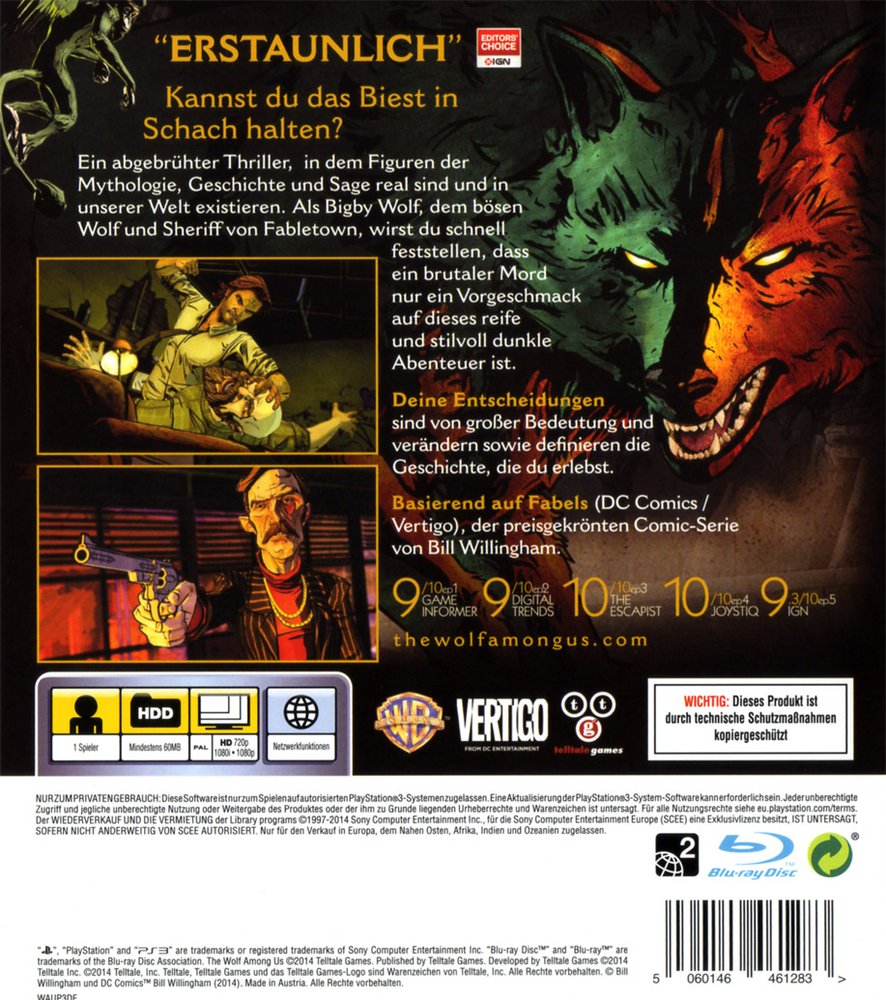 “ERSTAUNLICH”
EDITORS’
CHOICE
IGN
Kannst du das Biest in
Schach halten?
Ein abgebrühter Thriller, in dem Figuren der
Mythologie, Geschichte und Sage real sind und in
unserer Welt existieren. Als Bigby Wolf, dem bösen
Wolf und Sheriff von Fabletown, wirst du schnell
feststellen, dass
ein brutaler Mord
nur ein Vorgeschmack
auf dieses reife
und stilvoll dunkle
Abenteuer ist.
Deine Entscheidungen
sind von großer Bedeutung und
verändern sowie definieren die
Geschichte, die du erlebst.
Basierend auf Fabels (DC Comics /
Vertigo), der preisgekrönten Comic-Serie
von Bill Willingham.
9/10ep1 GAME INFORMER
9/10ep2 DIGITAL TRENDS
10/10ep3 THE ESCAPIST
10/10ep4 JOYSTIQ
9.3/10ep5 IGN
thewolfamongus.com
1 Spieler
HDD
Mindestens 60MB
PAL HD 720p
1080i • 1080p
Netzwerkfunktionen
WB
VERTIGO
FROM DC ENTERTAINMENT
t t g
telltalegames
WICHTIG: Dieses Produkt ist
durch technische Schutzmaßnahmen
kopiergeschützt
NUR ZUM PRIVATEN GEBRAUCH: Diese Software ist nur zum Spielen auf autorisierten PlayStation®3-Systemen zugelassen. Eine Aktualisierung der PlayStation®3-System-Software kann erforderlich sein. Jeder unberechtigte
Zugriff und jegliche unberechtigte Nutzung oder Weitergabe des Produktes oder der ihm zu Grunde liegenden Urheberrechte und Warenzeichen ist untersagt. Für alle Nutzungsrechte siehe eu.playstation.com/terms.
Der WIEDERVERKAUF UND DIE VERMIETUNG der Library programs ©1997-2014 Sony Computer Entertainment Inc., für die Sony Computer Entertainment Europe (SCEE) eine Exklusivlizenz besitzt, IST UNTERSAGT,
SOFERN NICHT ANDERWEITIG VON SCEE AUTORISIERT. Nur für den Verkauf in Europa, dem Nahen Osten, Afrika, Indien und Ozeanien zugelassen.
2
Blu-ray Disc™
®
“”, “PlayStation” and “PS3” are trademarks or registered trademarks of Sony Computer Entertainment Inc. “Blu-ray Disc™” and “Blu-ray™” are
trademarks of the Blu-ray Disc Association. The Wolf Among Us ©2014 Telltale Games. Published by Telltale Games. Developed by Telltale Games ©2014
Telltale Inc. ©2014 Telltale, Inc. Telltale, Telltale Games und das Telltale Games-Logo sind Warenzeichen von Telltale, Inc. Alle Rechte vorbehalten. © Bill
Willingham und DC Comics™ Bill Willingham (2014). Made in Austria. Alle Rechte vorbehalten.
WAUP3DE
5 060146 461283 >